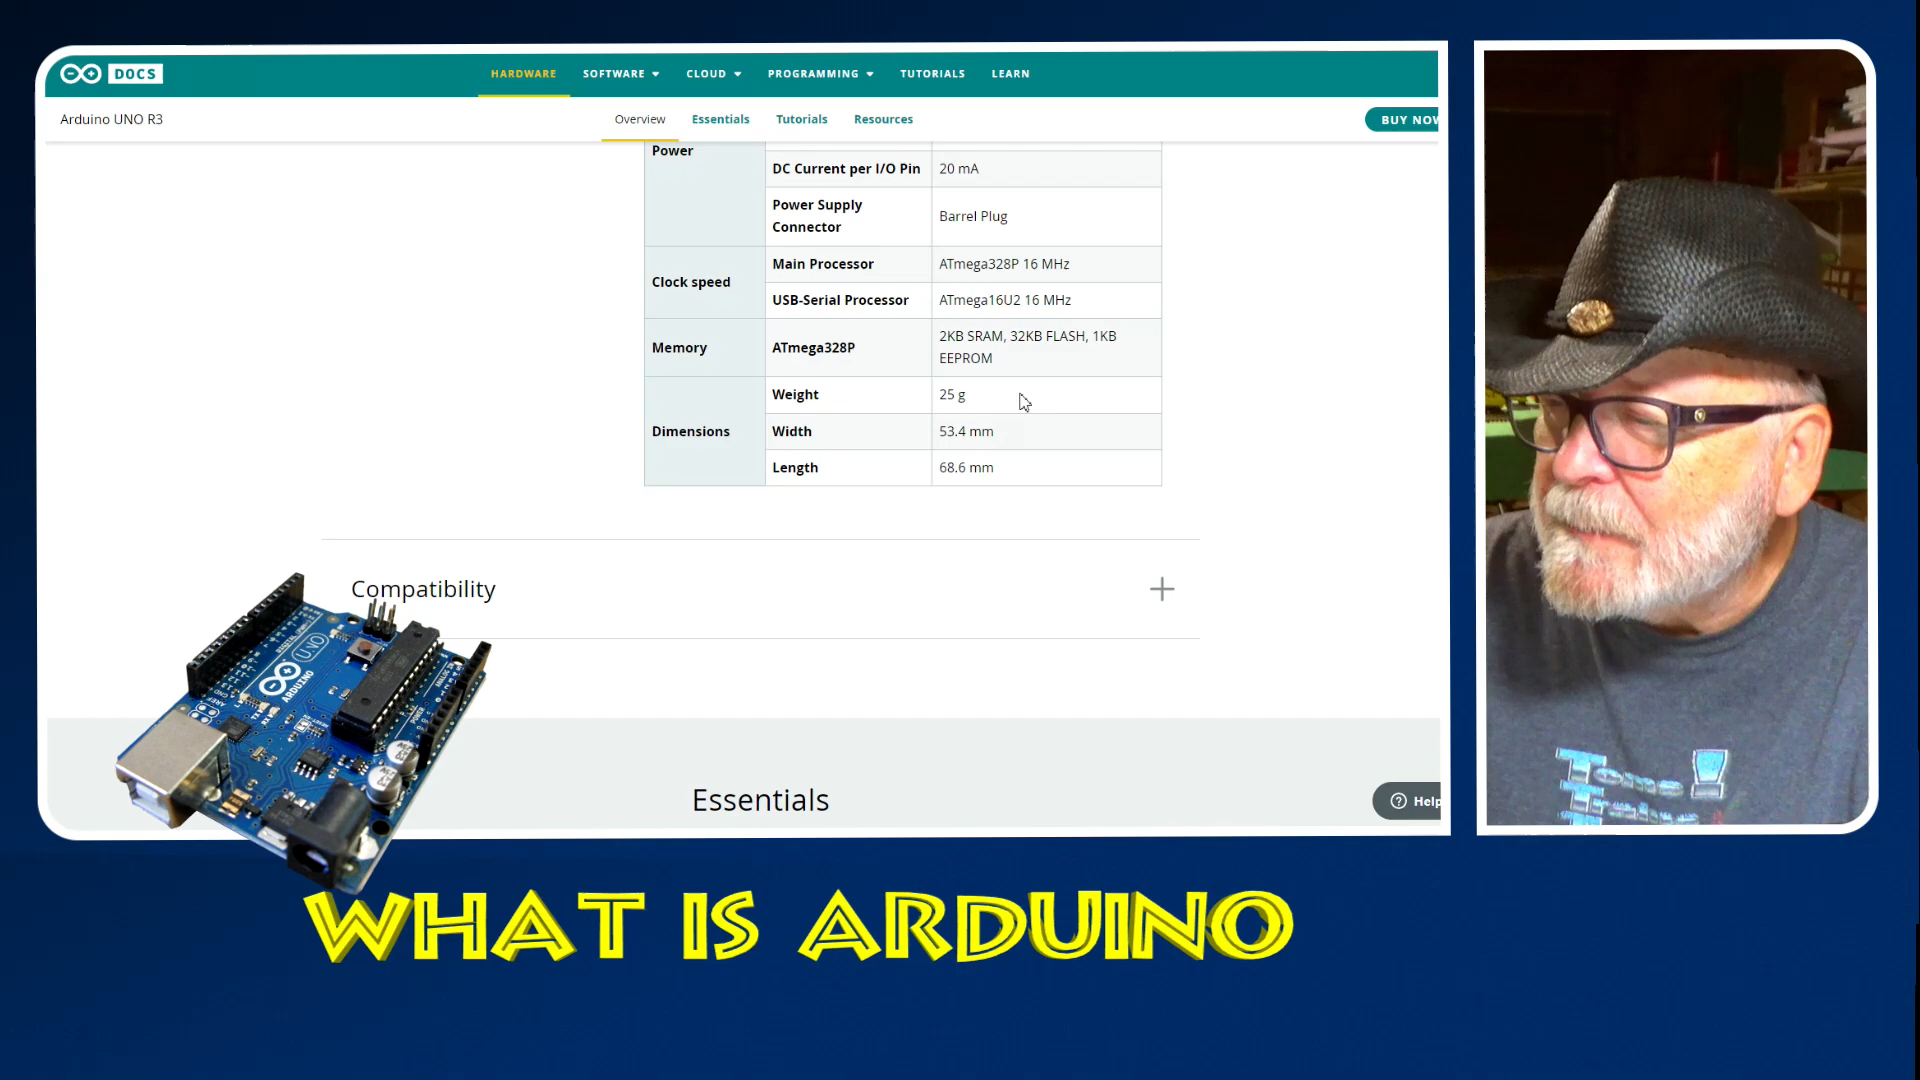 DOCS
HARDWARE SOFTWARE CLOUD PROGRAMMING TUTORIALS LEARN
Arduino UNO R3
Overview Essentials Tutorials Resources
BUY NOW
Power
DC Current per I/O Pin 20 mA
Power Supply
Connector
Barrel Plug
Clock speed
Main Processor ATmega328P 16 MHz
USB-Serial Processor ATmega16U2 16 MHz
Memory
ATmega328P
2KB SRAM, 32KB FLASH, 1KB
EEPROM
Dimensions
Weight 25 g
Width 53.4 mm
Length 68.6 mm
Compatibility
UNO
ARDUINO
Essentials
Help
WHAT IS ARDUINO